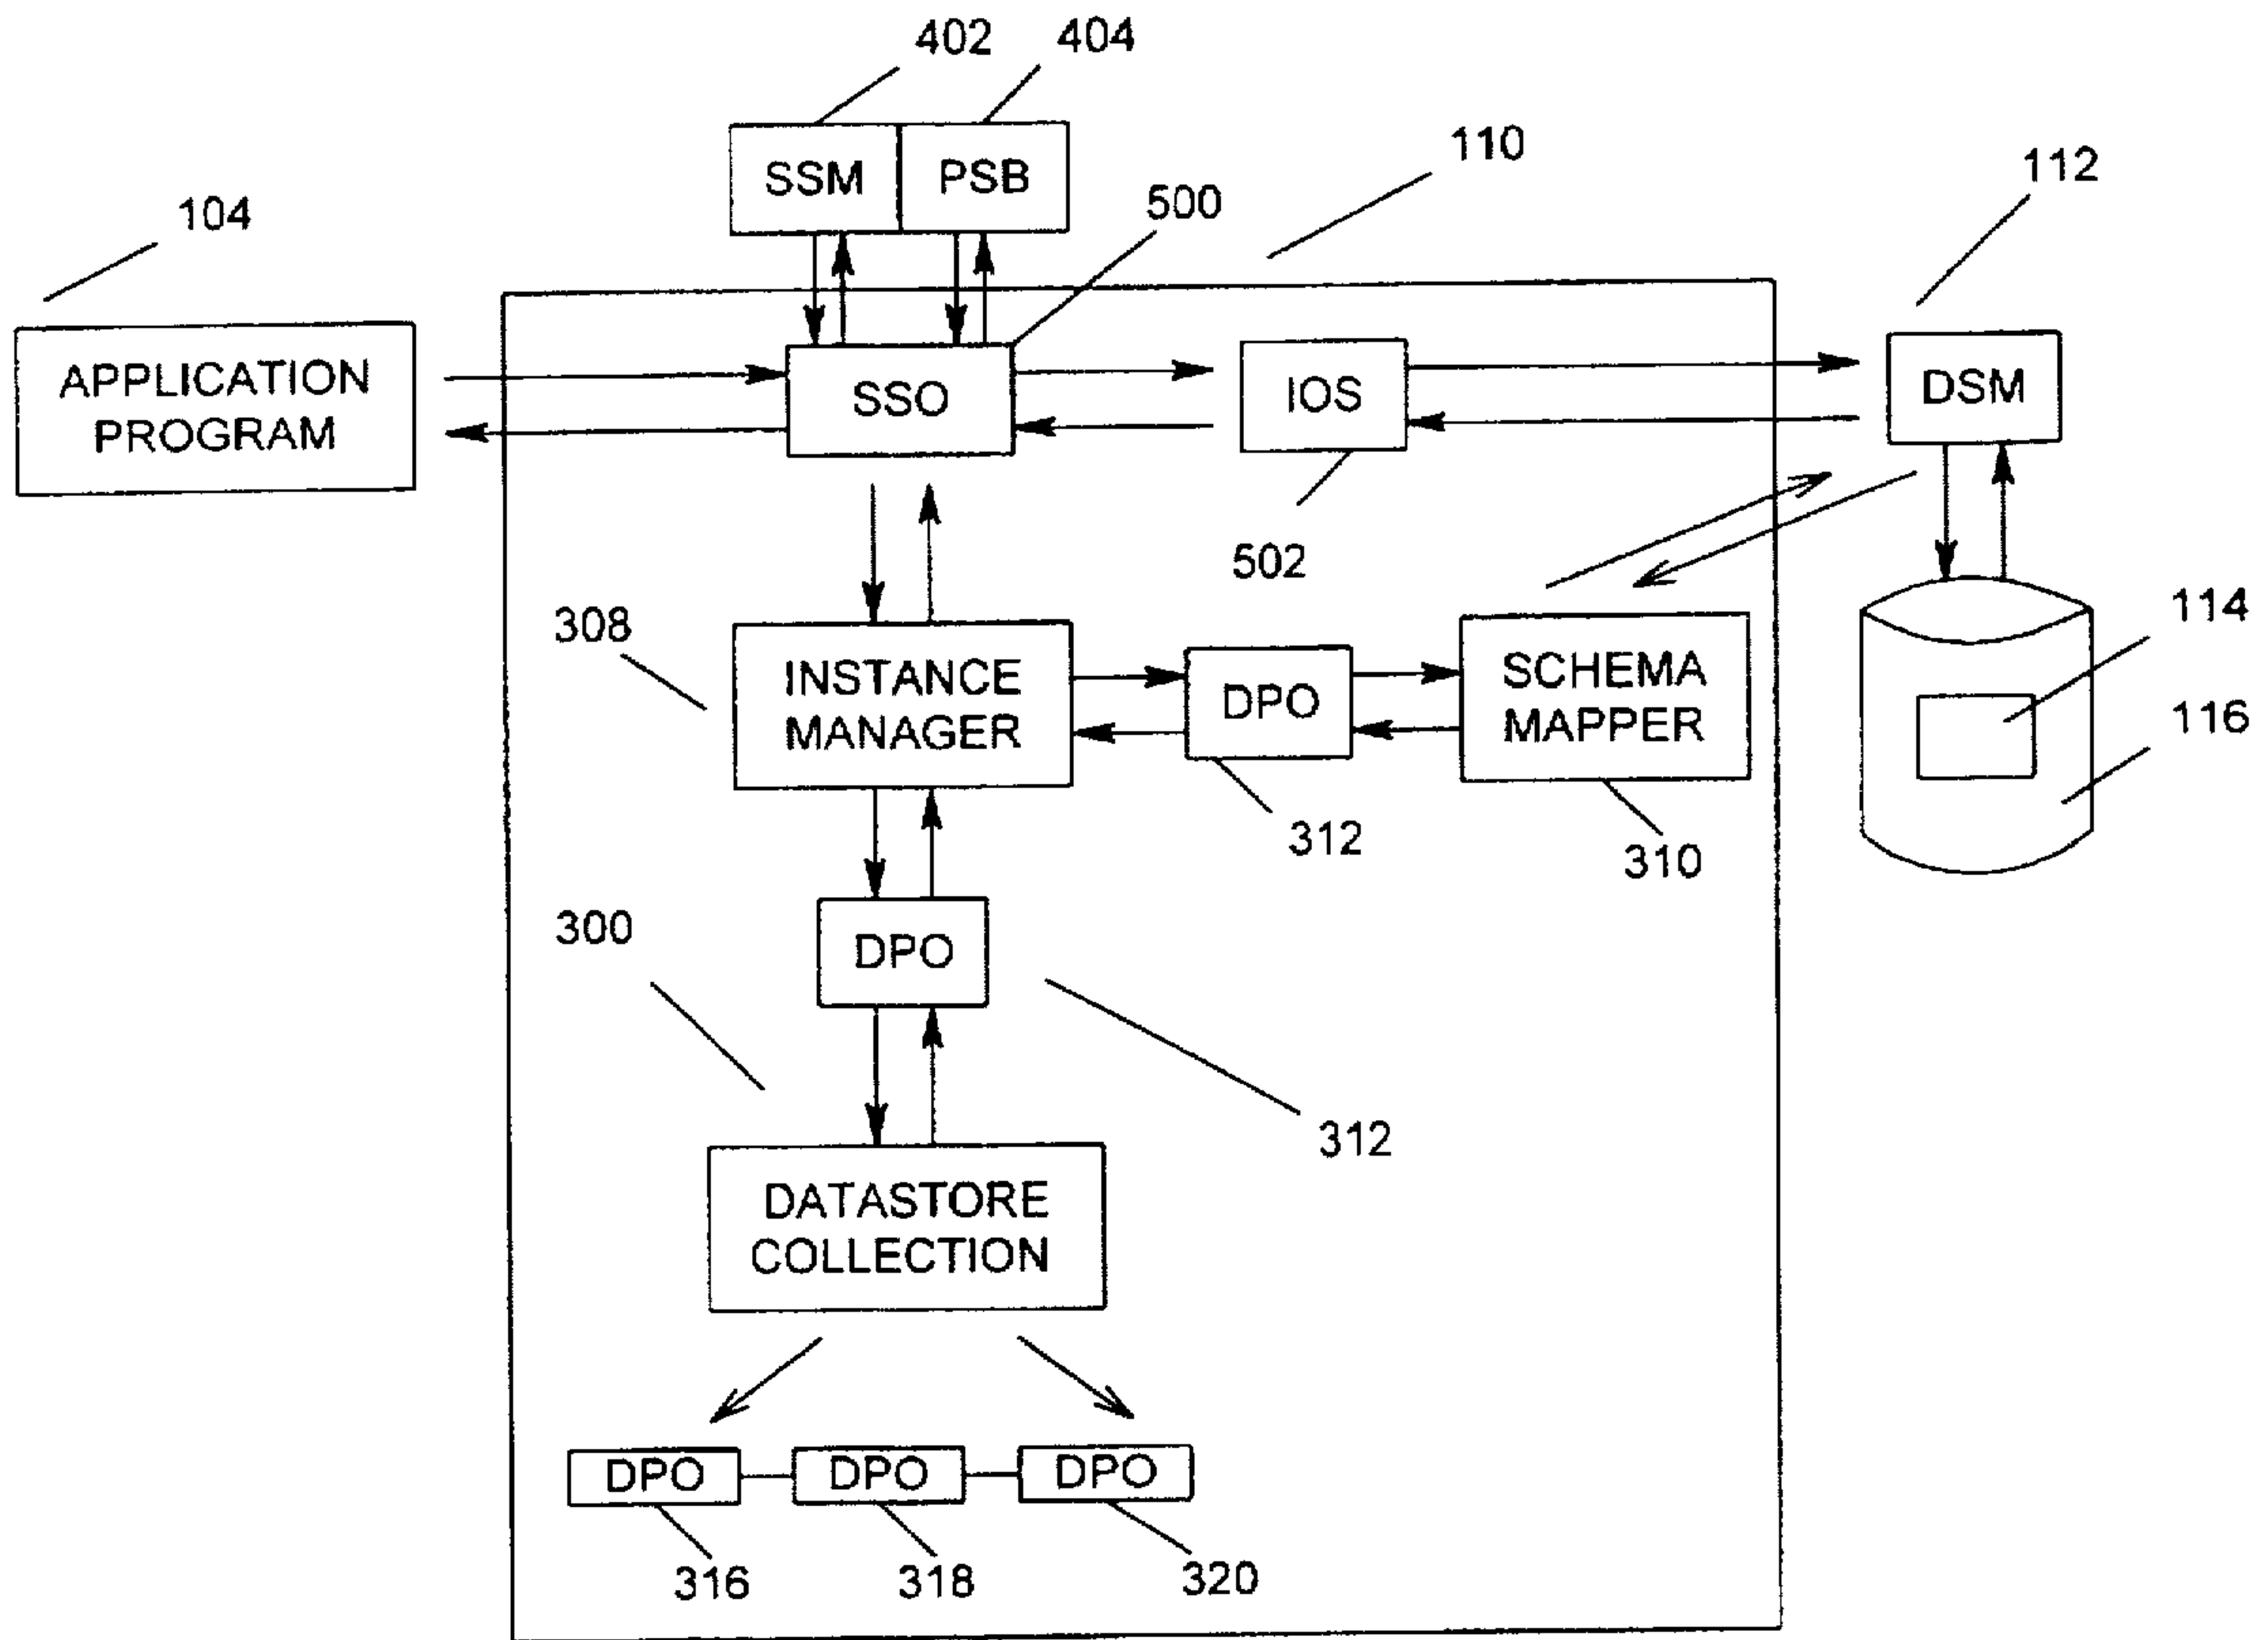 402
404
SSM
PSB
110
112
104
500
APPLICATION
PROGRAM
SSO
IOS
DSM
502
308
INSTANCE
MANAGER
DPO
SCHEMA
MAPPER
114
116
312
310
300
DPO
312
DATASTORE
COLLECTION
DPO
DPO
DPO
316
318
320